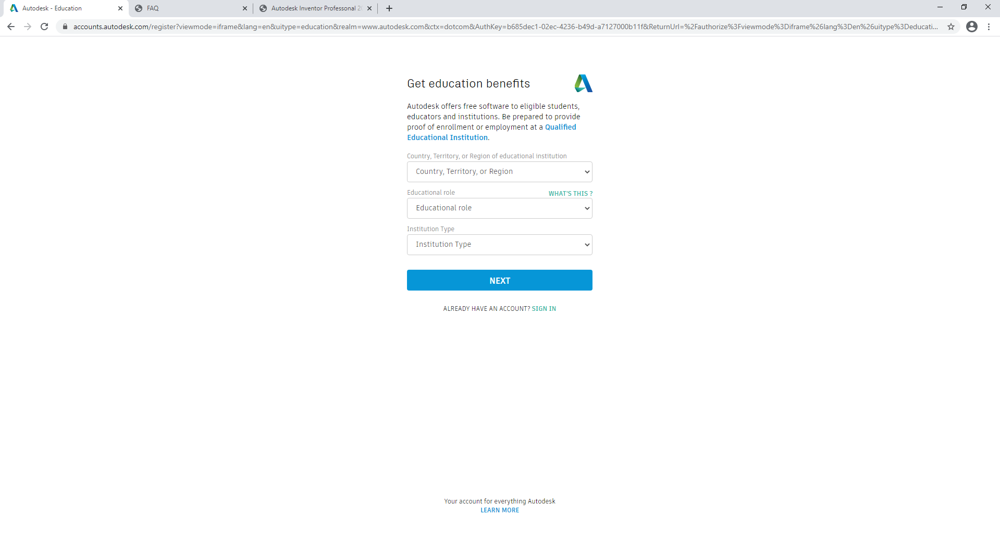 Autodesk - Education
FAQ
Autodesk Inventor Professonal 20
accounts.autodesk.com/register?viewmode=iframe&lang=en&uitype=education&realm=www.autodesk.com&ctx=dotcom&AuthKey=b685dec1-02ec-4236-b49d-a7127000b11f&ReturnUrl=%2Fauthorize%3Fviewmode%3Diframe%26lang%3Den%26uitype%3Deducati...
Get education benefits
Autodesk offers free software to eligible students,
educators and institutions. Be prepared to provide
proof of enrollment or employment at a Qualified
Educational Institution.
Country, Territory, or Region of educational institution
Country, Territory, or Region
Educational role WHAT'S THIS ?
Educational role
Institution Type
Institution Type
NEXT
ALREADY HAVE AN ACCOUNT? SIGN IN
Your account for everything Autodesk
LEARN MORE